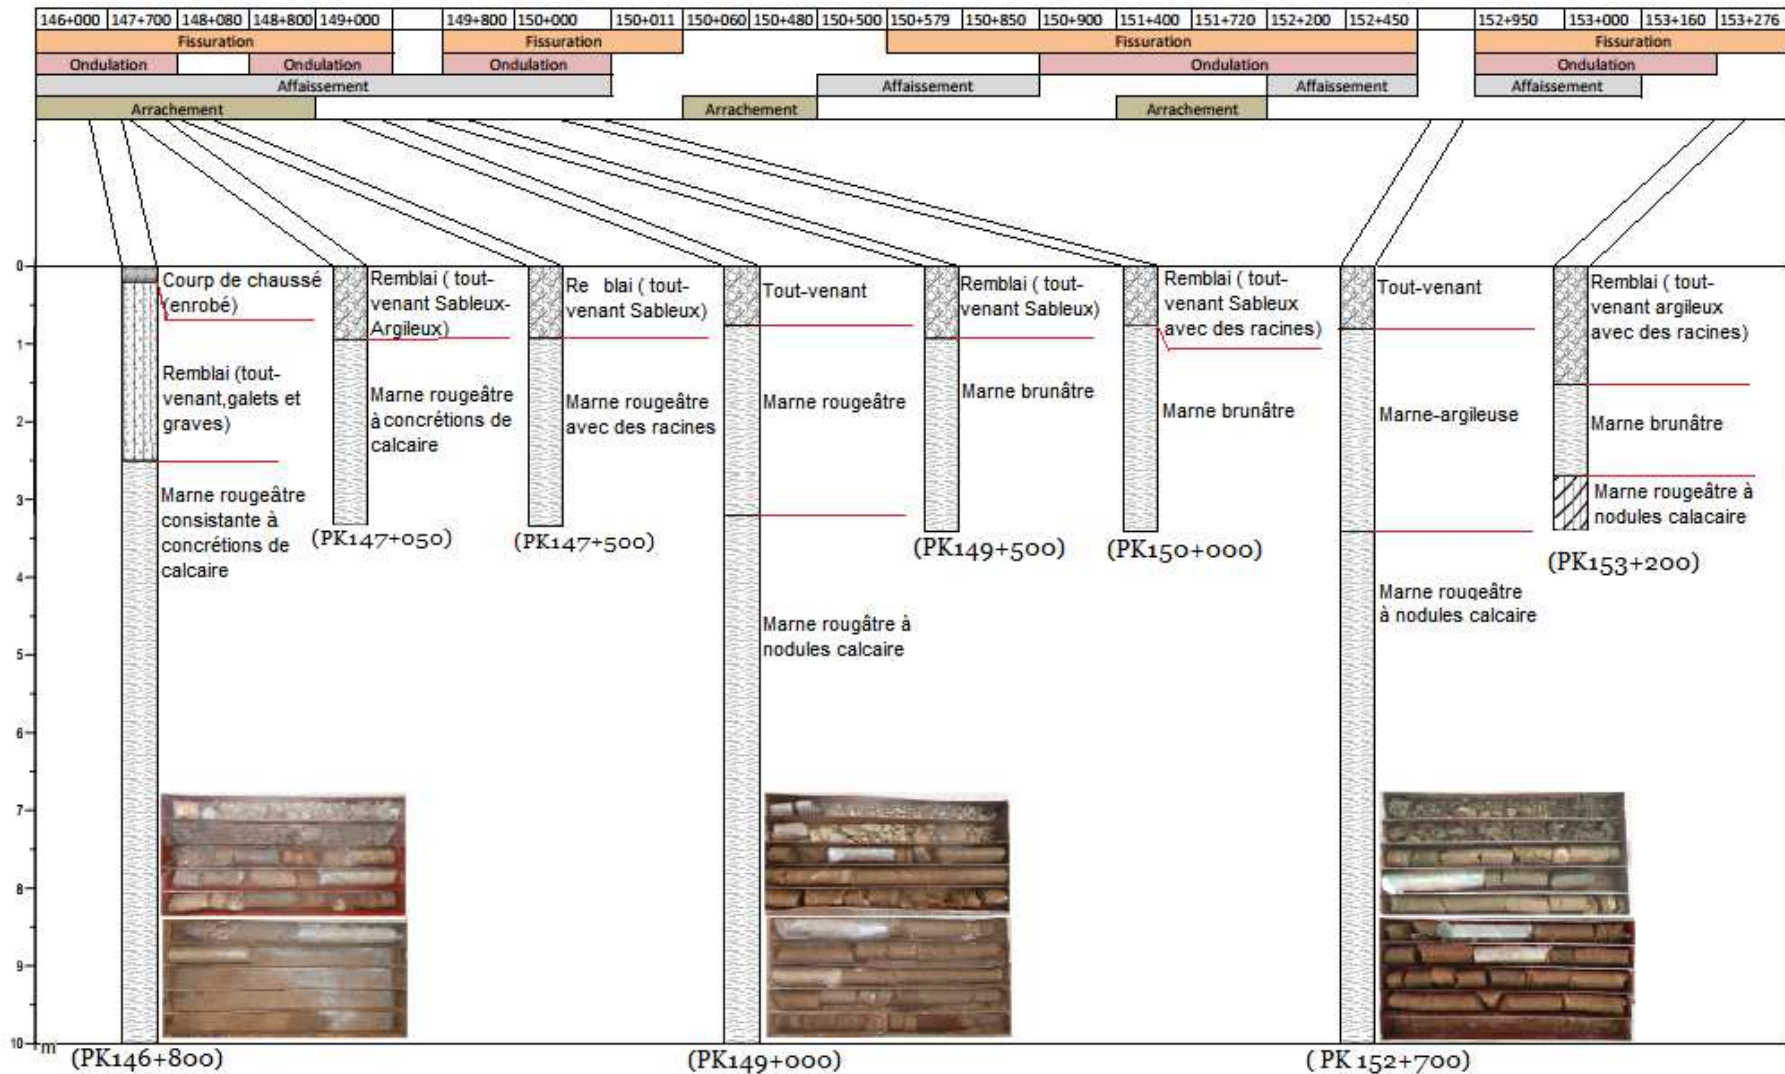 146+000 147+700 148+080 148+800 149+000 149+800 150+000 150+011 150+060 150+480 150+500 150+579 150+850 150+900 151+400 151+720 152+200 152+450 152+950 153+000 153+160 153+276
Fissuration Fissuration Fissuration Fissuration
Ondulation Ondulation Ondulation Ondulation Ondulation
Affaissement Affaissement Affaissement Affaissement
Arrachement Arrachement Arrachement
0
1
2
3
4
5
6
7
8
9
10 m
Courp de chaussé
(enrobé)
Remblai (tout-
venant,galets et
graves)
Marne rougeâtre
consistante à
concrétions de
calcaire
(PK146+800)
Remblai ( tout-
venant Sableux-
Argileux)
Marne rougeâtre
à concrétions de
calcaire
(PK147+050)
Re blai ( tout-
venant Sableux)
Marne rougeâtre
avec des racines
(PK147+500)
Tout-venant
Marne rougeâtre
Marne rougâtre à
nodules calcaire
(PK149+000)
Remblai ( tout-
venant Sableux)
Marne brunâtre
(PK149+500)
Remblai ( tout-
venant Sableux
avec des racines)
Marne brunâtre
(PK150+000)
Tout-venant
Marne-argileuse
Marne rougeâtre
à nodules calcaire
( PK 152+700)
Remblai ( tout-
venant argileux
avec des racines)
Marne brunâtre
Marne rougeâtre à
nodules calacaire
(PK153+200)